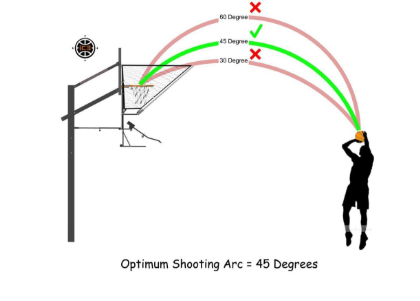 60 Degree
45 Degree
30 Degree
Optimum Shooting Arc = 45 Degrees